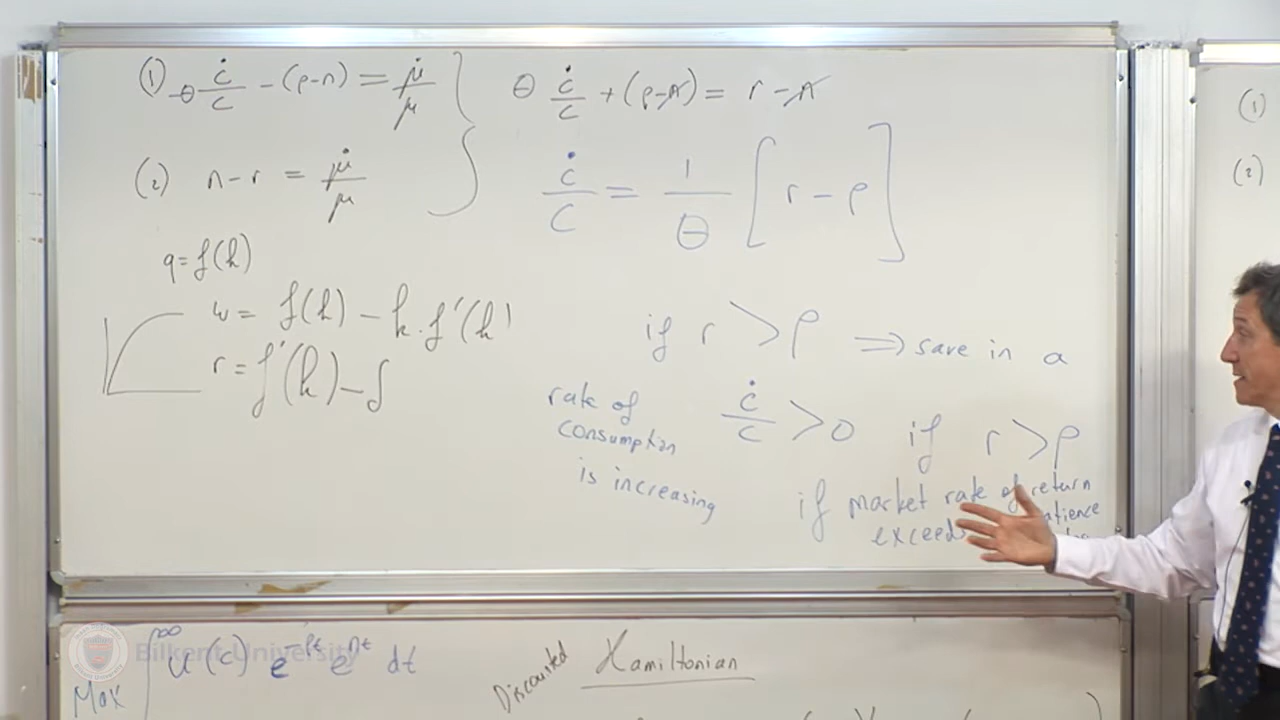 (1) -θ ċ/c - (ρ-n) = μ̇/μ
(2) n - r = μ̇/μ
q = f(k)
w = f(k) - k.f'(k)
r = f'(k) - δ
θ ċ/c + (ρ-n) = r - n
ċ/c = 1/θ [r - ρ]
if r > ρ ⇒ save in a
rate of
consumption
is increasing
ċ/c > 0 if r > ρ
if market rate of return
exceeds
Max ∫ ∞ u(c) e^-ρt e^nt dt
Discounted Hamiltonian
Bilkent University
(1)
(2)